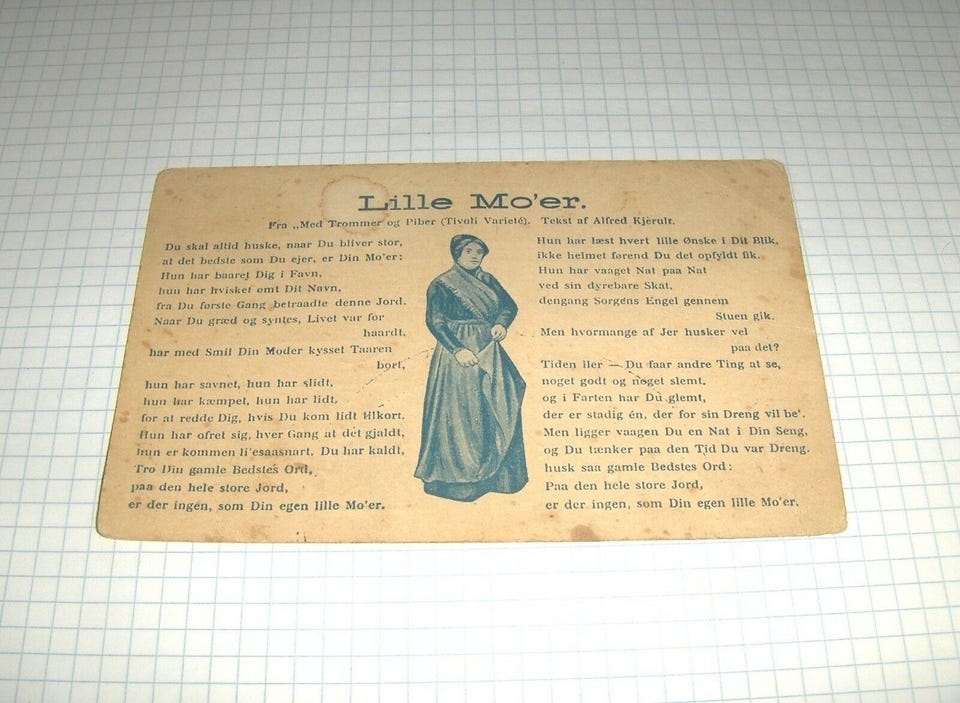 Lille Mo'er.
Fra „Med Trommer og Piber (Tivoli Varieté). Tekst af Alfred Kjerulf.
Du skal altid huske, naar Du bliver stor,
at det bedste som Du ejer, er Din Mo'er:
Hun har baaret Dig i Favn,
hun har hvisket ømt Dit Navn,
fra Du første Gang betraadte denne Jord.
Naar Du græd og syntes, Livet var for
haardt,
har med Smil Din Moder kysset Taaren
bort,
hun har savnet, hun har slidt,
hun har kæmpet, hun har lidt,
for at redde Dig, hvis Du kom lidt tilkort.
Hun har ofret sig, hver Gang at det gjaldt,
hun er kommen li'esaasnart, Du har kaldt,
Tro Din gamle Bedstes Ord,
paa den hele store Jord,
er der ingen, som Din egen lille Mo'er.
Hun har læst hvert lille Ønske i Dit Blik,
ikke helmet førend Du det opfyldt fik.
Hun har vaaget Nat paa Nat
ved sin dyrebare Skat,
dengang Sorgens Engel gennem
Stuen gik.
Men hvormange af Jer husker vel
paa det?
Tiden iler — Du faar andre Ting at se,
noget godt og noget slemt,
og i Farten har Du glemt,
der er stadig én, der for sin Dreng vil be'.
Men ligger vaagen Du en Nat i Din Seng,
og Du tænker paa den Tid Du var Dreng.
husk saa gamle Bedstes Ord:
Paa den hele store Jord,
er der ingen, som Din egen lille Mo'er.